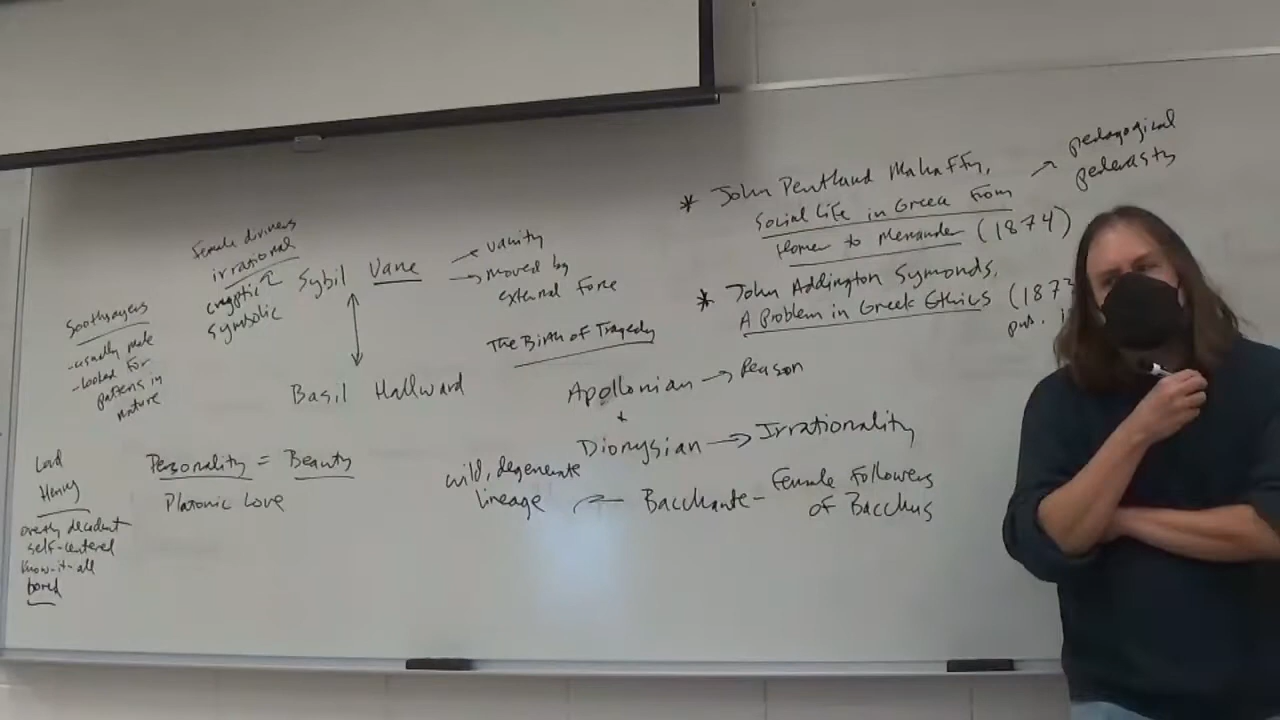 Soothsayers
- usually male
- looked for
patterns in
nature
Female diviners
irrational
cryptic
symbolic
Sybil Vane
vanity
moved by
external force
Basil Hallward
The Birth of Tragedy
Apollonian → Reason
+
Dionysian → Irrationality
Bacchante - Female Followers
of Bacchus
wild, degenerate
lineage
Personality = Beauty
Platonic Love
Lord
Henry
overly decadent
self-centered
know-it-all
bored
* John Pentland Mahaffy,
Social Life in Greece From
Homer to Menander (1874)
→ pedagogical
pederasty
* John Addington Symonds,
A Problem in Greek Ethics (187
pub.